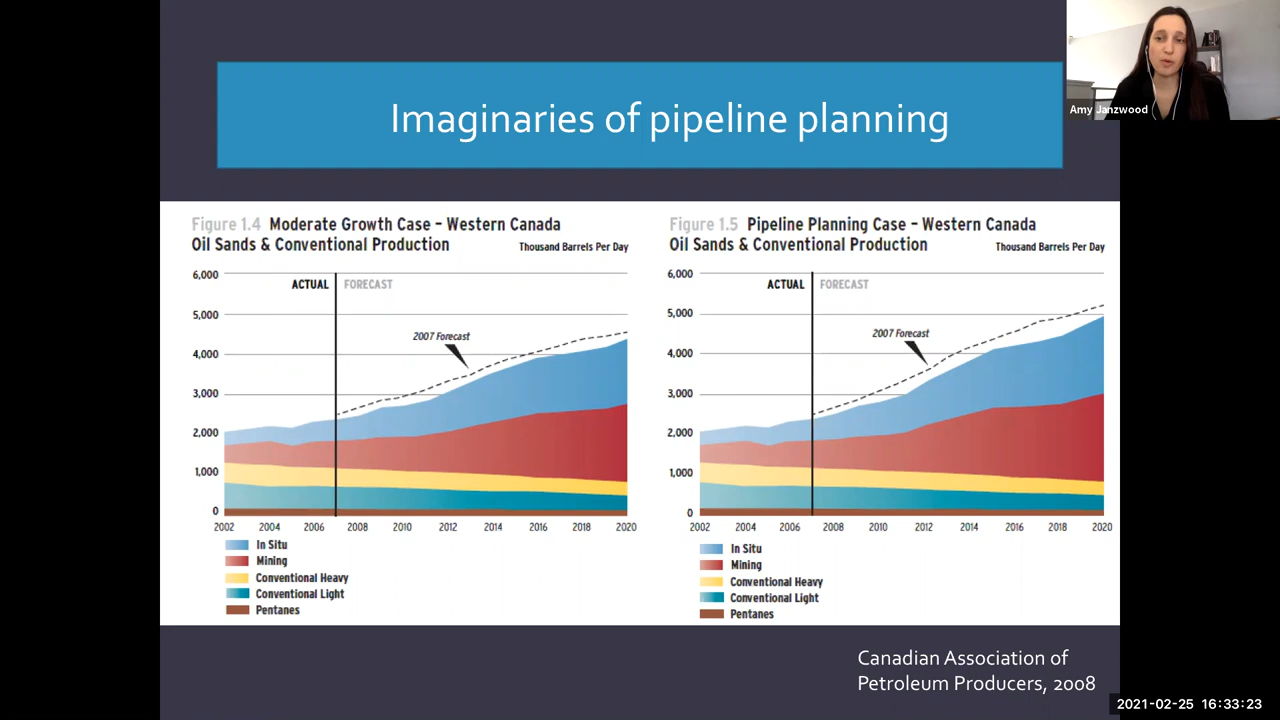 Imaginaries of pipeline planning
Amy Janzwood
Figure 1.4 Moderate Growth Case – Western Canada
Oil Sands & Conventional Production
Thousand Barrels Per Day
6,000
5,000
4,000
3,000
2,000
1,000
0
ACTUAL
FORECAST
2007 Forecast
2002 2004 2006 2008 2010 2012 2014 2016 2018 2020
In Situ
Mining
Conventional Heavy
Conventional Light
Pentanes
Figure 1.5 Pipeline Planning Case – Western Canada
Oil Sands & Conventional Production
Thousand Barrels Per Day
6,000
5,000
4,000
3,000
2,000
1,000
0
ACTUAL
FORECAST
2007 Forecast
2002 2004 2006 2008 2010 2012 2014 2016 2018 2020
In Situ
Mining
Conventional Heavy
Conventional Light
Pentanes
Canadian Association of
Petroleum Producers, 2008
2021-02-25 16:33:23